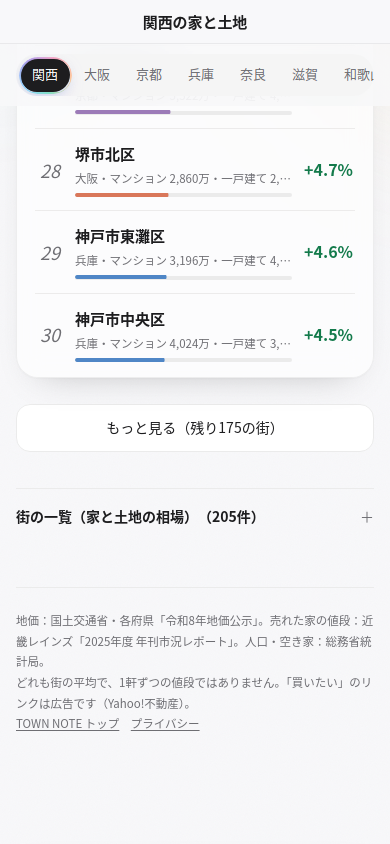 関西の家と土地
関西 大阪 京都 兵庫 奈良 滋賀
28 堺市北区 +4.7%
大阪・マンション 2,860万・一戸建て 2,…
29 神戸市東灘区 +4.6%
兵庫・マンション 3,196万・一戸建て 4,…
30 神戸市中央区 +4.5%
兵庫・マンション 4,024万・一戸建て 3,…
もっと見る（残り175の街）
街の一覧（家と土地の相場）（205件） ＋
地価：国土交通省・各府県「令和8年地価公示」。売れた家の値段：近
畿レインズ「2025年度 年刊市況レポート」。人口・空き家：総務省統
計局。
どれも街の平均で、1軒ずつの値段ではありません。「買いたい」のリ
ンクは広告です（Yahoo!不動産）。
TOWN NOTE トップ プライバシー